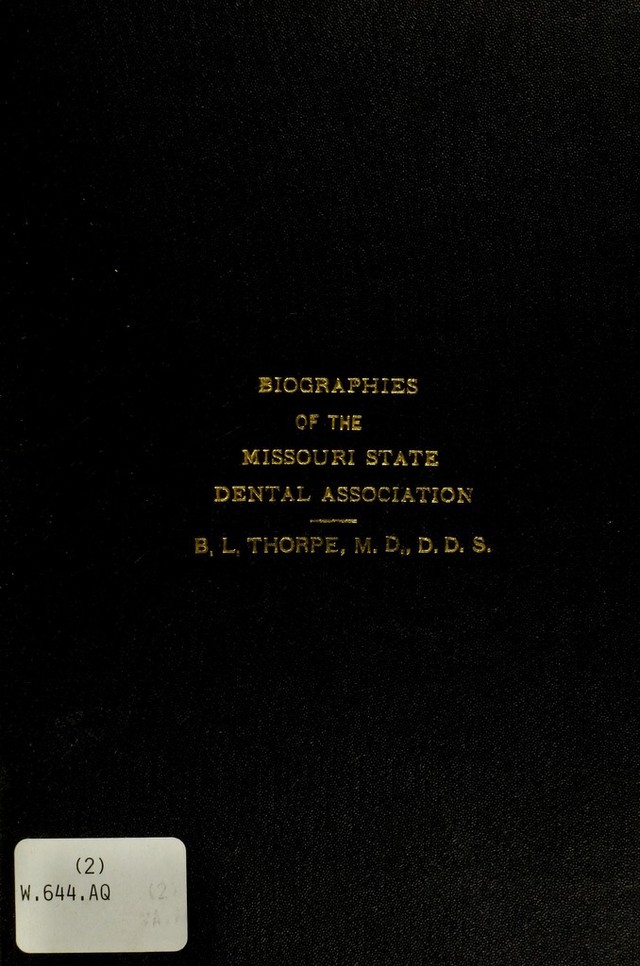 BIOGRAPHIES
OF THE
MISSOURI STATE
DENTAL ASSOCIATION
B. L. THORPE, M. D., D. D. S.
(2)
W.644.AQ